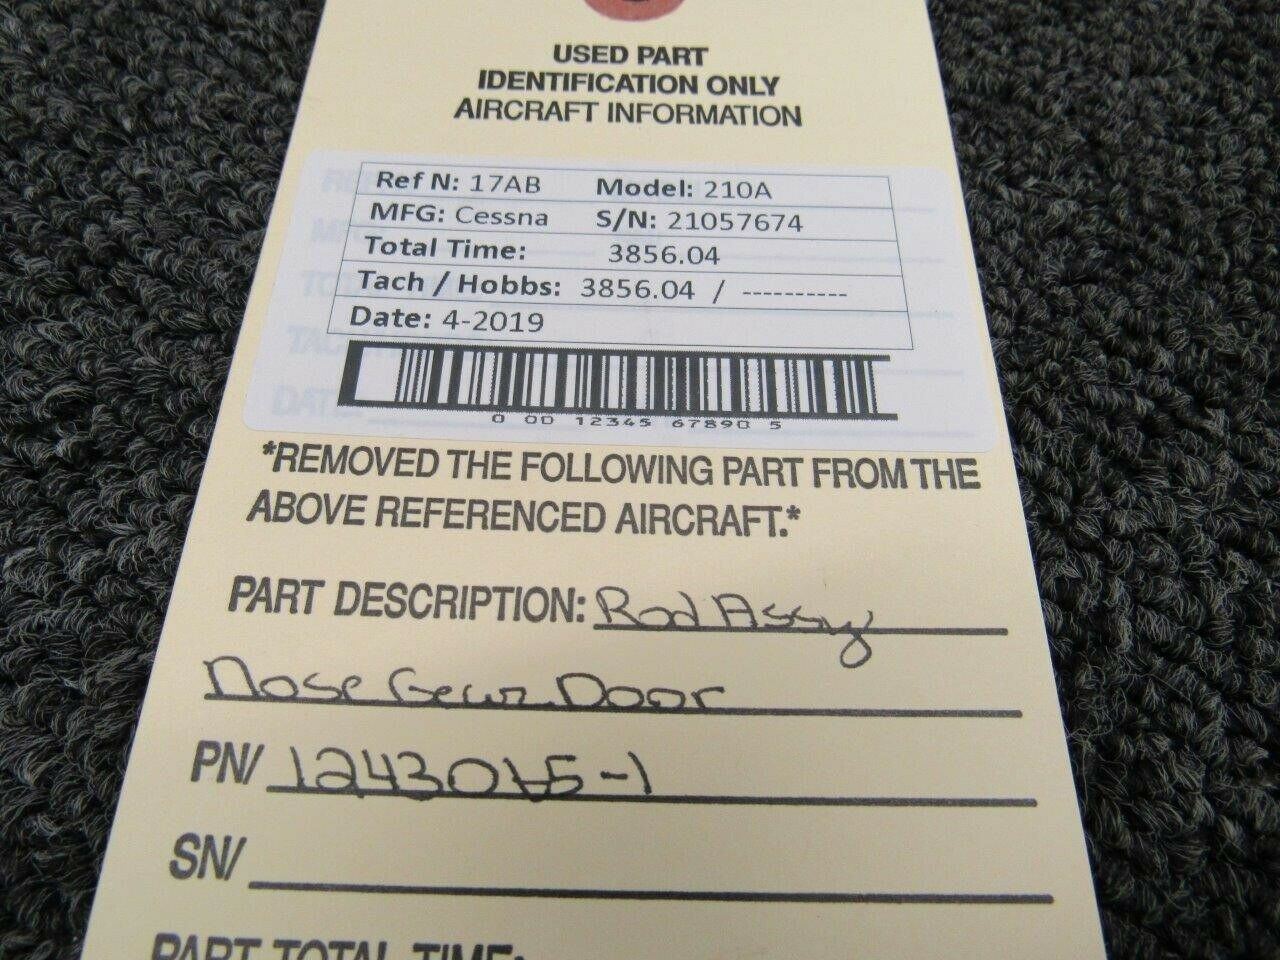 USED PART
IDENTIFICATION ONLY
AIRCRAFT INFORMATION
Ref N: 17AB Model: 210A
MFG: Cessna S/N: 21057674
Total Time: 3856.04
Tach / Hobbs: 3856.04 / ----------
Date: 4-2019
0 00 12345 67890 5
*REMOVED THE FOLLOWING PART FROM THE
ABOVE REFERENCED AIRCRAFT.*
PART DESCRIPTION: Rod Assy
Nose Gear Door
PN/ 1243015-1
SN/
PART TOTAL TIME: